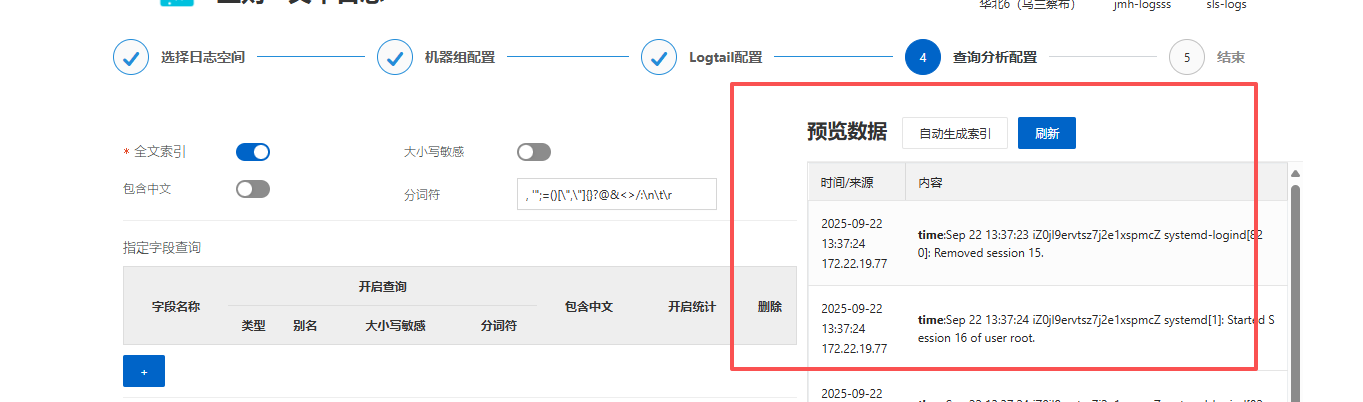 华北6（乌兰察布） jmh-logsss sls-logs
选择日志空间 机器组配置 Logtail配置 4 查询分析配置 5 结束
预览数据 自动生成索引 刷新
* 全文索引 大小写敏感
包含中文 分词符 , '";=()[\",\"]{}?@&<>/:\n\t\r
指定字段查询
字段名称 开启查询 包含中文 开启统计 删除
类型 别名 大小写敏感 分词符
+
时间/来源 内容
2025-09-22
13:37:24
172.22.19.77
time:Sep 22 13:37:23 iZ0jl9ervtsz7j2e1xspmcZ systemd-logind[82
0]: Removed session 15.
2025-09-22
13:37:24
172.22.19.77
time:Sep 22 13:37:24 iZ0jl9ervtsz7j2e1xspmcZ systemd[1]: Started S
ession 16 of user root.
2025-09-22